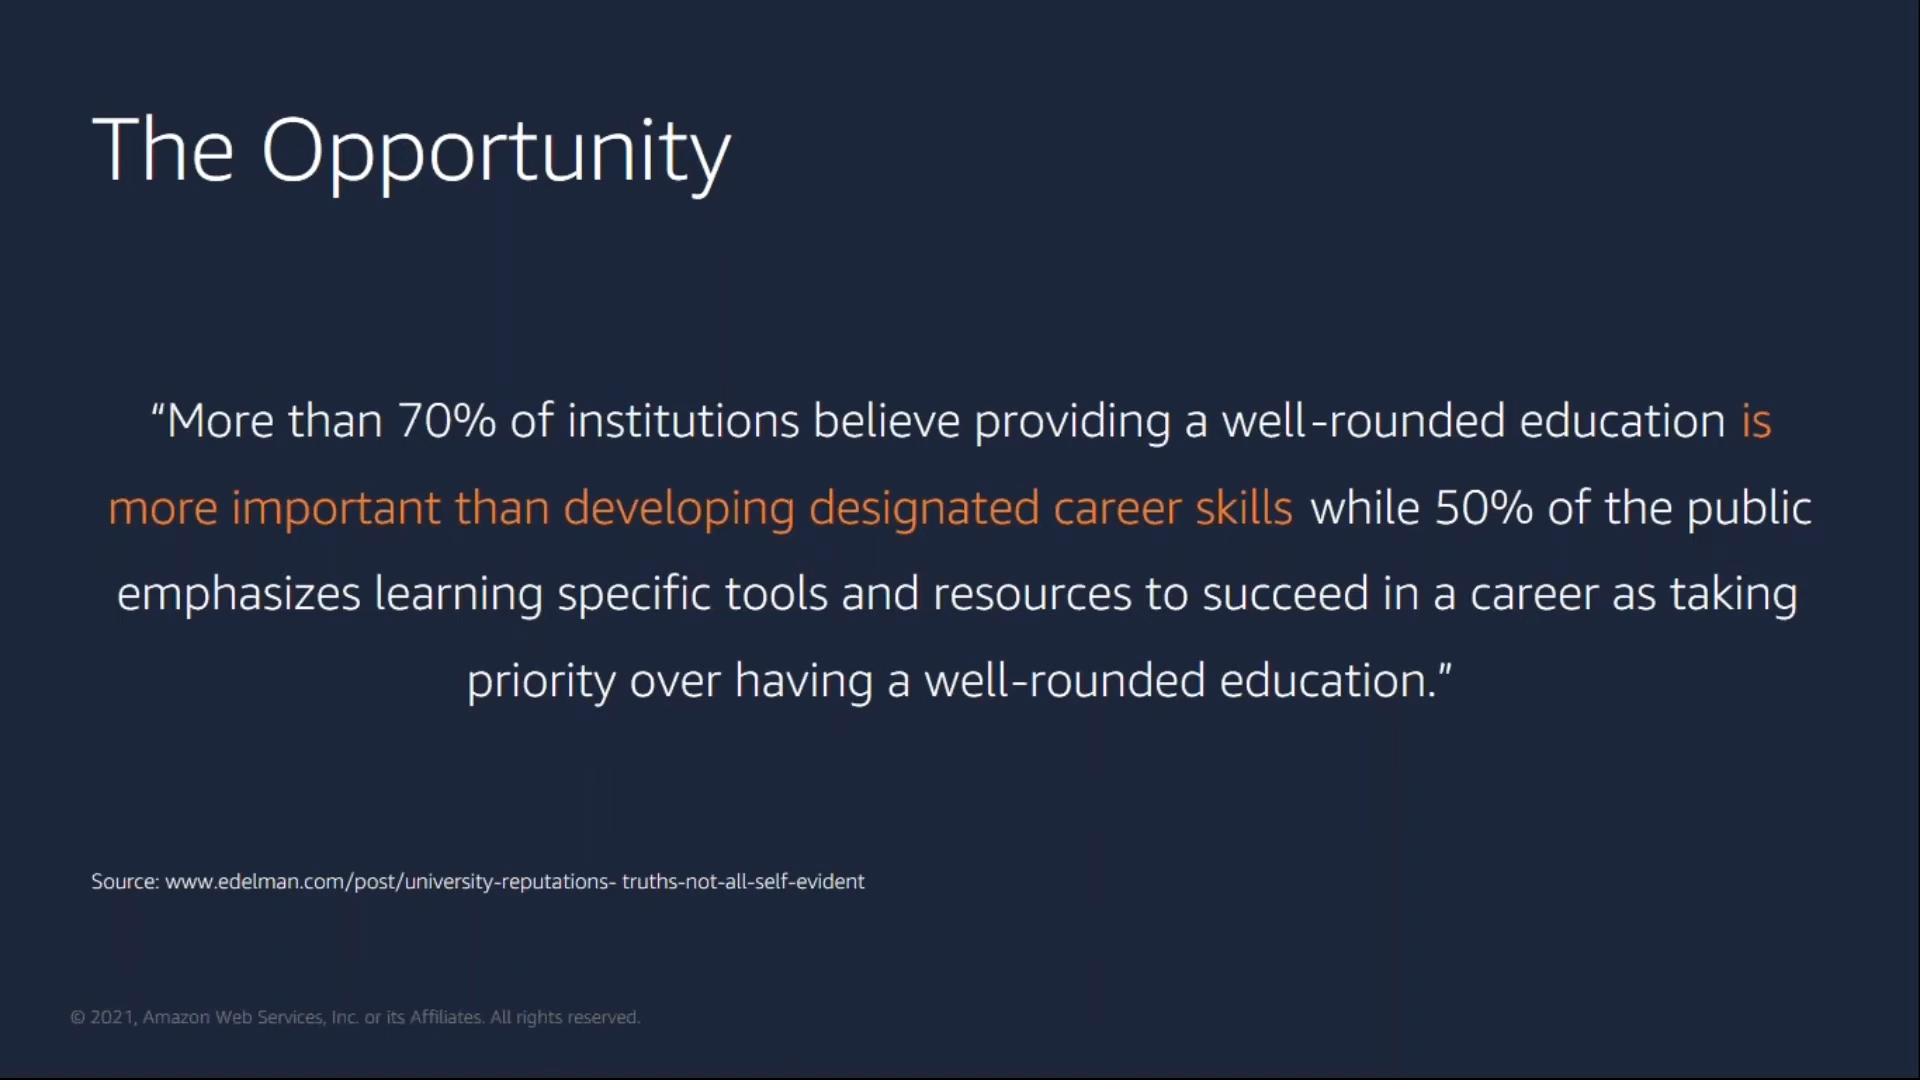 The Opportunity
“More than 70% of institutions believe providing a well-rounded education is
more important than developing designated career skills while 50% of the public
emphasizes learning specific tools and resources to succeed in a career as taking
priority over having a well-rounded education.”
Source: www.edelman.com/post/university-reputations- truths-not-all-self-evident
© 2021, Amazon Web Services, Inc. or its Affiliates. All rights reserved.